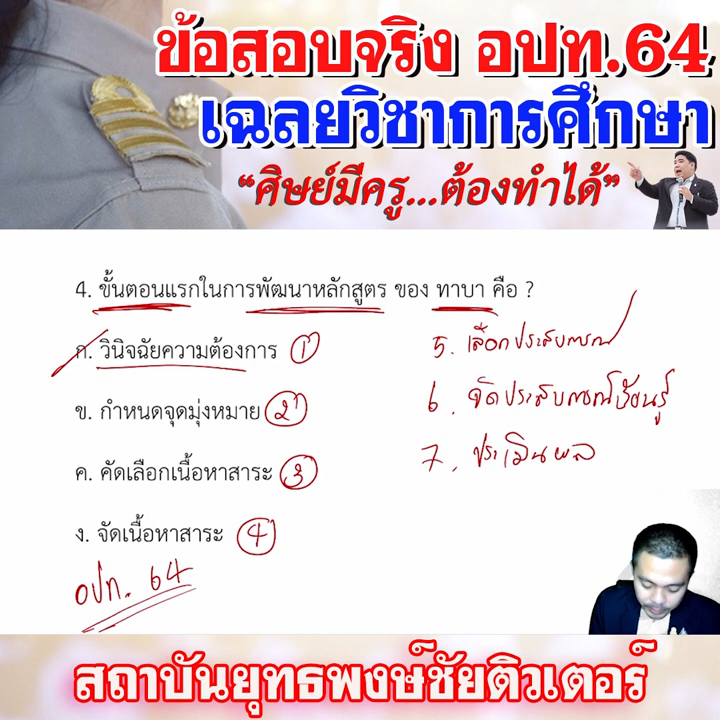 ข้อสอบจริง อปท.64
เฉลยวิชาการศึกษา
“ศิษย์มีครู...ต้องทำได้”
4. ขั้นตอนแรกในการพัฒนาหลักสูตร ของ ทาบา คือ ?
ก. วินิจฉัยความต้องการ 1
ข. กำหนดจุดมุ่งหมาย 2
ค. คัดเลือกเนื้อหาสาระ 3
ง. จัดเนื้อหาสาระ 4
อปท. 64
5. เลือกประสบการณ์
6. จัดประสบการณ์เรียนรู้
7. ประเมินผล
สถาบันยุทธพงษ์ชัยติวเตอร์